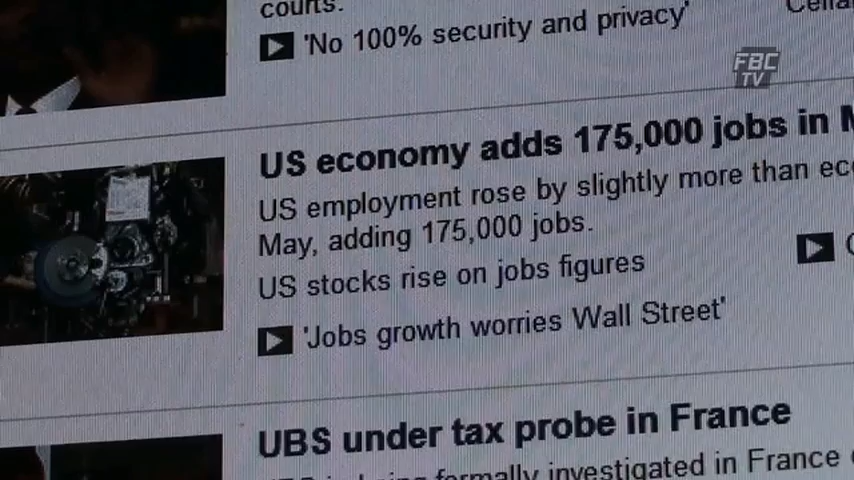 courts.
'No 100% security and privacy'
FBC
TV
US economy adds 175,000 jobs in
US employment rose by slightly more than
May, adding 175,000 jobs.
US stocks rise on jobs figures
'Jobs growth worries Wall Street'
UBS under tax probe in France
formally investigated in France